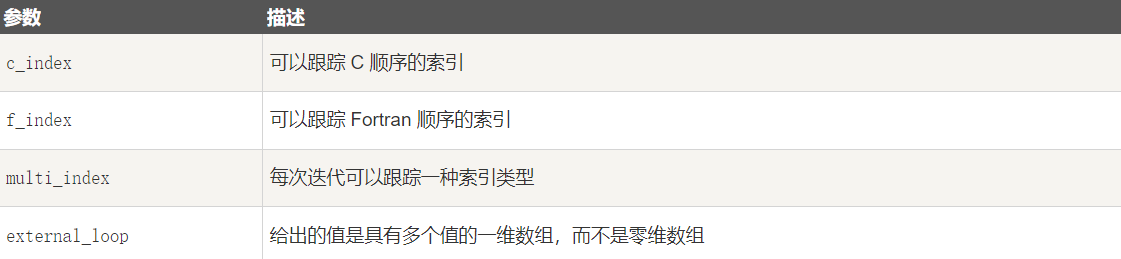 参数 描述
c_index 可以跟踪 C 顺序的索引
f_index 可以跟踪 Fortran 顺序的索引
multi_index 每次迭代可以跟踪一种索引类型
external_loop 给出的值是具有多个值的一维数组，而不是零维数组